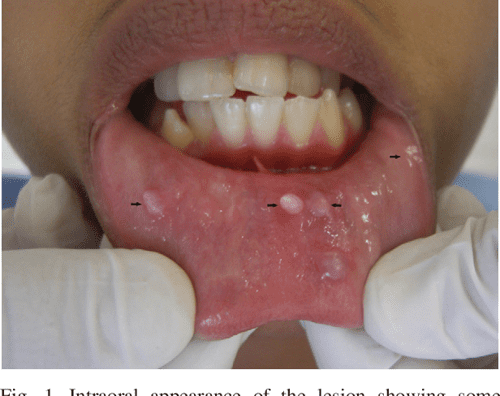 Fig. 1 Intraoral appearance of the lesion showing some